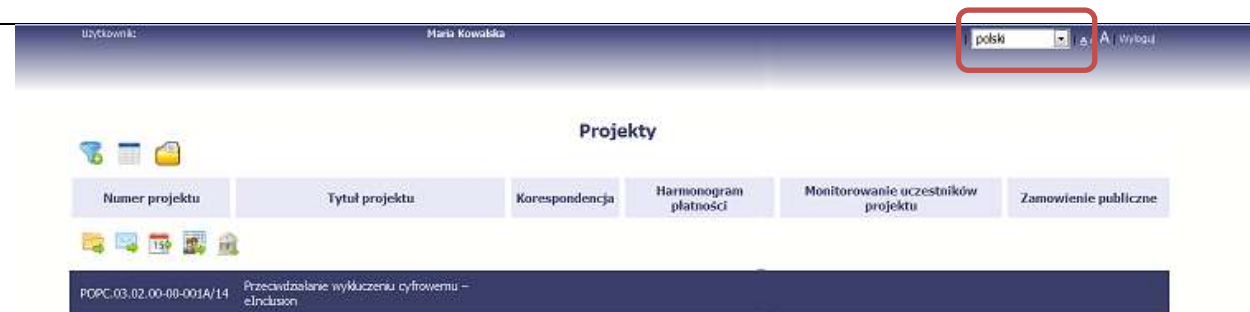 Użytkownik: Maria Kowalska | polski | A A A | Wyloguj
Projekty
Numer projektu Tytuł projektu Korespondencja Harmonogram płatności Monitorowanie uczestników projektu Zamowienie publiczne
POPC.03.02.00-00-001A/14 Przeciwdziałanie wykluczeniu cyfrowemu –
eInclusion